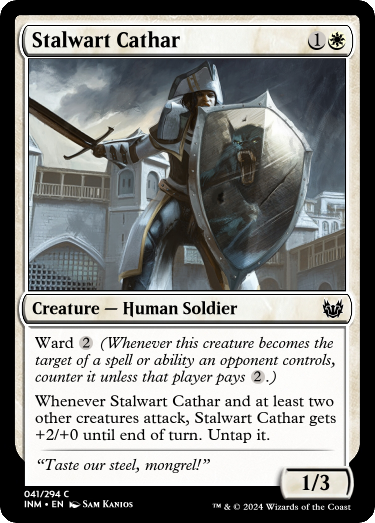 Stalwart Cathar 1
Creature — Human Soldier
Ward 2 (Whenever this creature becomes the
target of a spell or ability an opponent controls,
counter it unless that player pays 2.)
Whenever Stalwart Cathar and at least two
other creatures attack, Stalwart Cathar gets
+2/+0 until end of turn. Untap it.
“Taste our steel, mongrel!”
1/3
041/294 C
INM • EN Sam Kanios ™ & © 2024 Wizards of the Coast